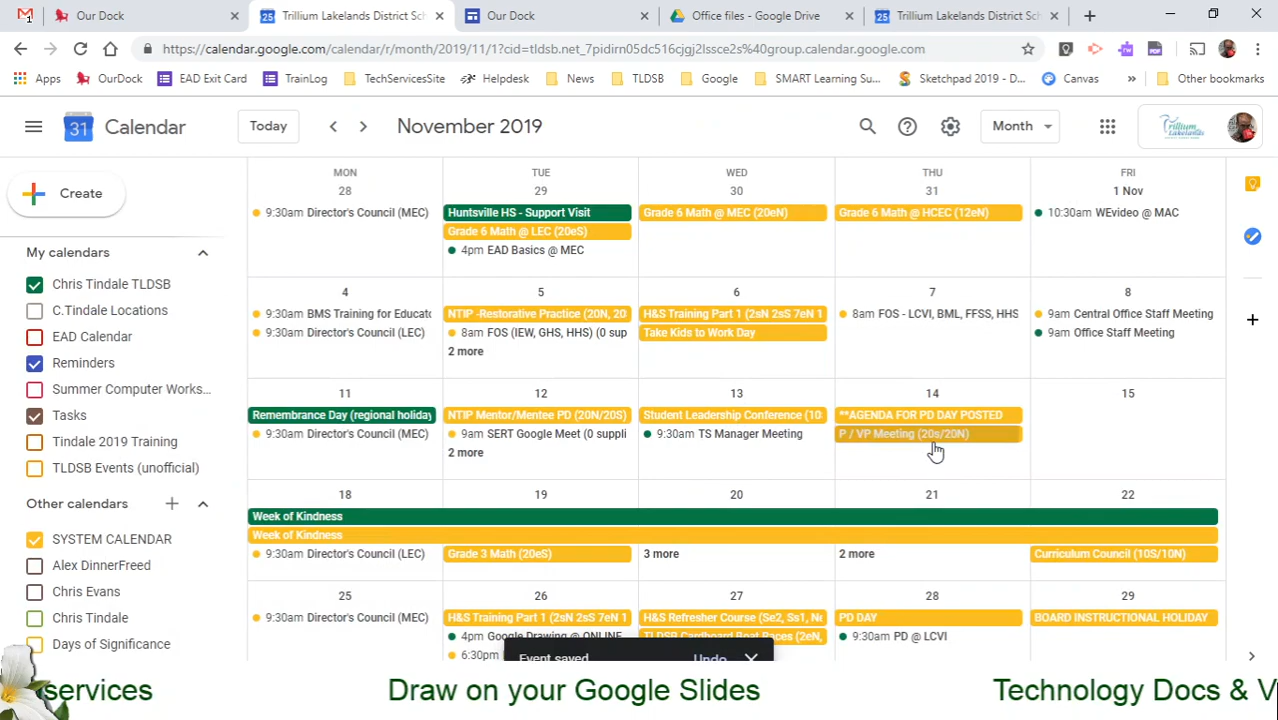 Our Dock
Trillium Lakelands District Sch
Our Dock
Office files - Google Drive
Trillium Lakelands District Sch
https://calendar.google.com/calendar/r/month/2019/11/1?cid=tldsb.net_7pidirn05dc516cjgj2lssce2s%40group.calendar.google.com
Apps OurDock EAD Exit Card TrainLog TechServicesSite Helpdesk News TLDSB Google SMART Learning Su... Sketchpad 2019 - D... Canvas » Other bookmarks
31 Calendar Today November 2019 Month Trillium Lakelands
Create
My calendars
Chris Tindale TLDSB
C.Tindale Locations
EAD Calendar
Reminders
Summer Computer Works...
Tasks
Tindale 2019 Training
TLDSB Events (unofficial)
Other calendars
SYSTEM CALENDAR
Alex DinnerFreed
Chris Evans
Chris Tindale
Days of Significance
MON TUE WED THU FRI
28 29 30 31 1 Nov
9:30am Director's Council (MEC) Huntsville HS - Support Visit Grade 6 Math @ MEC (20eN) Grade 6 Math @ HCEC (12eN) 10:30am WEvideo @ MAC
Grade 6 Math @ LEC (20eS)
4pm EAD Basics @ MEC
4 5 6 7 8
9:30am BMS Training for Educato NTIP -Restorative Practice (20N, 20 H&S Training Part 1 (2sN 2sS 7eN 1 8am FOS - LCVI, BML, FFSS, HHS 9am Central Office Staff Meeting
9:30am Director's Council (LEC) 8am FOS (IEW, GHS, HHS) (0 sup Take Kids to Work Day 9am Office Staff Meeting
2 more
11 12 13 14 15
Remembrance Day (regional holiday NTIP Mentor/Mentee PD (20N/20S) Student Leadership Conference (10 **AGENDA FOR PD DAY POSTED
9:30am Director's Council (MEC) 9am SERT Google Meet (0 suppli 9:30am TS Manager Meeting P / VP Meeting (20s/20N)
2 more
18 19 20 21 22
Week of Kindness
Week of Kindness
9:30am Director's Council (LEC) Grade 3 Math (20eS) 3 more 2 more Curriculum Council (10S/10N)
25 26 27 28 29
9:30am Director's Council (MEC) H&S Training Part 1 (2sN 2sS 7eN 1 H&S Refresher Course (Se2, Ss1, Ne PD DAY BOARD INSTRUCTIONAL HOLIDAY
4pm Google Drawing @ ONLINE TLDSB Cardboard Boat Races (2eN, 9:30am PD @ LCVI
6:30pm
Event saved Undo
services Draw on your Google Slides Technology Docs & V